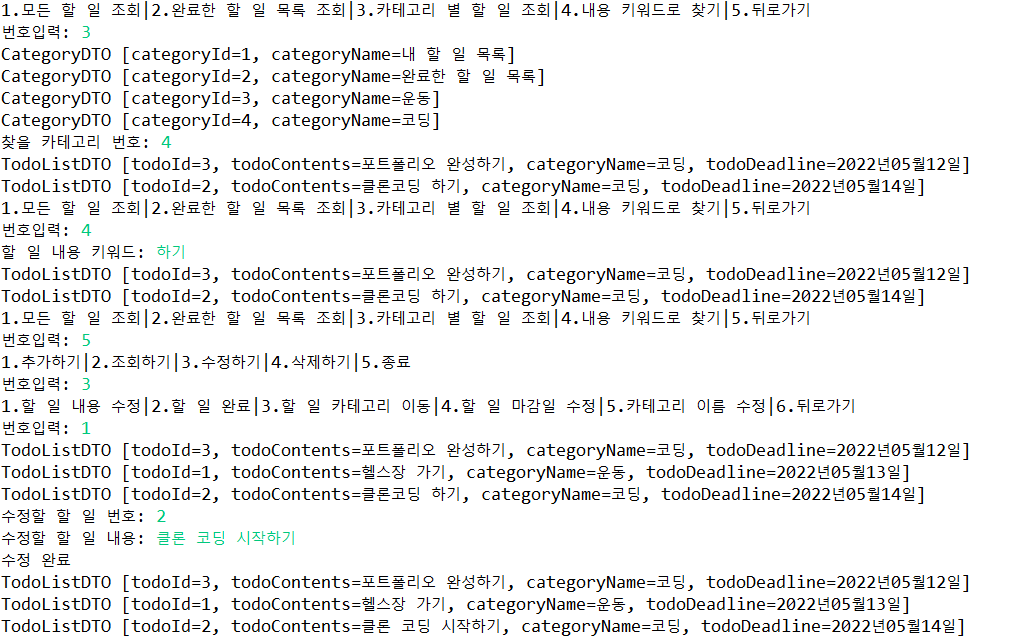 1.모든 할 일 조회|2.완료한 할 일 목록 조회|3.카테고리 별 할 일 조회|4.내용 키워드로 찾기|5.뒤로가기
번호입력: 3
CategoryDTO [categoryId=1, categoryName=내 할 일 목록]
CategoryDTO [categoryId=2, categoryName=완료한 할 일 목록]
CategoryDTO [categoryId=3, categoryName=운동]
CategoryDTO [categoryId=4, categoryName=코딩]
찾을 카테고리 번호: 4
TodoListDTO [todoId=3, todoContents=포트폴리오 완성하기, categoryName=코딩, todoDeadline=2022년05월12일]
TodoListDTO [todoId=2, todoContents=클론코딩 하기, categoryName=코딩, todoDeadline=2022년05월14일]
1.모든 할 일 조회|2.완료한 할 일 목록 조회|3.카테고리 별 할 일 조회|4.내용 키워드로 찾기|5.뒤로가기
번호입력: 4
할 일 내용 키워드: 하기
TodoListDTO [todoId=3, todoContents=포트폴리오 완성하기, categoryName=코딩, todoDeadline=2022년05월12일]
TodoListDTO [todoId=2, todoContents=클론코딩 하기, categoryName=코딩, todoDeadline=2022년05월14일]
1.모든 할 일 조회|2.완료한 할 일 목록 조회|3.카테고리 별 할 일 조회|4.내용 키워드로 찾기|5.뒤로가기
번호입력: 5
1.추가하기|2.조회하기|3.수정하기|4.삭제하기|5.종료
번호입력: 3
1.할 일 내용 수정|2.할 일 완료|3.할 일 카테고리 이동|4.할 일 마감일 수정|5.카테고리 이름 수정|6.뒤로가기
번호입력: 1
TodoListDTO [todoId=3, todoContents=포트폴리오 완성하기, categoryName=코딩, todoDeadline=2022년05월12일]
TodoListDTO [todoId=1, todoContents=헬스장 가기, categoryName=운동, todoDeadline=2022년05월13일]
TodoListDTO [todoId=2, todoContents=클론코딩 하기, categoryName=코딩, todoDeadline=2022년05월14일]
수정할 할 일 번호: 2
수정할 할 일 내용: 클론 코딩 시작하기
수정 완료
TodoListDTO [todoId=3, todoContents=포트폴리오 완성하기, categoryName=코딩, todoDeadline=2022년05월12일]
TodoListDTO [todoId=1, todoContents=헬스장 가기, categoryName=운동, todoDeadline=2022년05월13일]
TodoListDTO [todoId=2, todoContents=클론 코딩 시작하기, categoryName=코딩, todoDeadline=2022년05월14일]